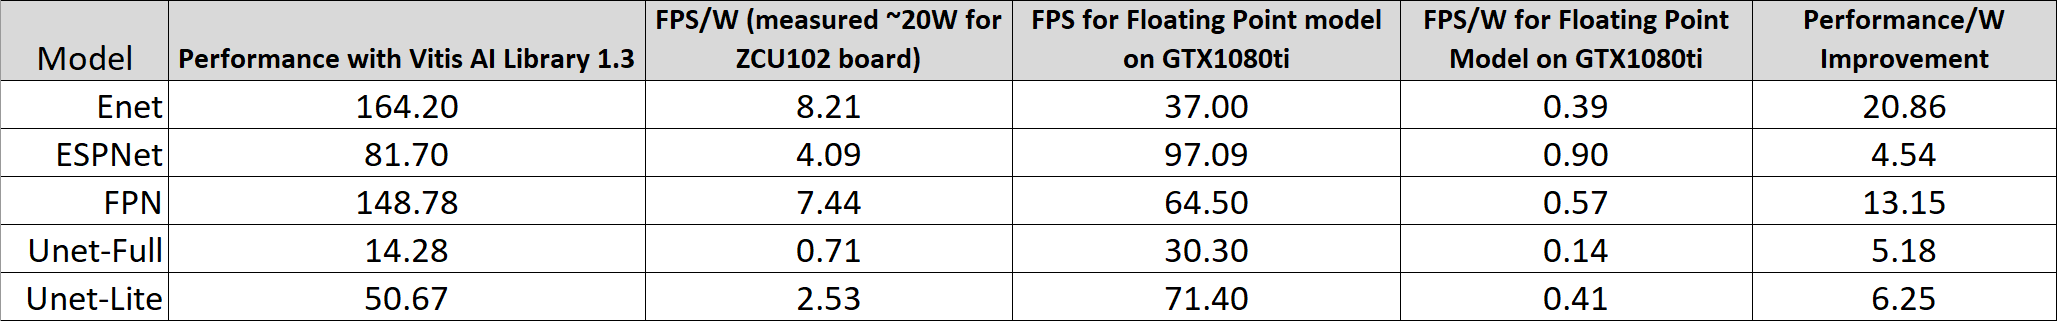 Model Performance with Vitis AI Library 1.3 FPS/W (measured ~20W for ZCU102 board) FPS for Floating Point model on GTX1080ti FPS/W for Floating Point Model on GTX1080ti Performance/W Improvement
Enet 164.20 8.21 37.00 0.39 20.86
ESPNet 81.70 4.09 97.09 0.90 4.54
FPN 148.78 7.44 64.50 0.57 13.15
Unet-Full 14.28 0.71 30.30 0.14 5.18
Unet-Lite 50.67 2.53 71.40 0.41 6.25